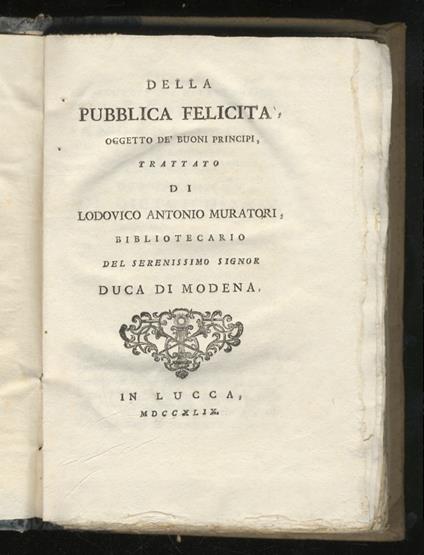 DELLA
PUBBLICA FELICITA',
OGGETTO DE' BUONI PRINCIPI,
TRATTATO
DI
LODOVICO ANTONIO MURATORI,
BIBLIOTECARIO
DEL SERENISSIMO SIGNOR
DUCA DI MODENA.
IN LUCCA,
MDCCXLIX.